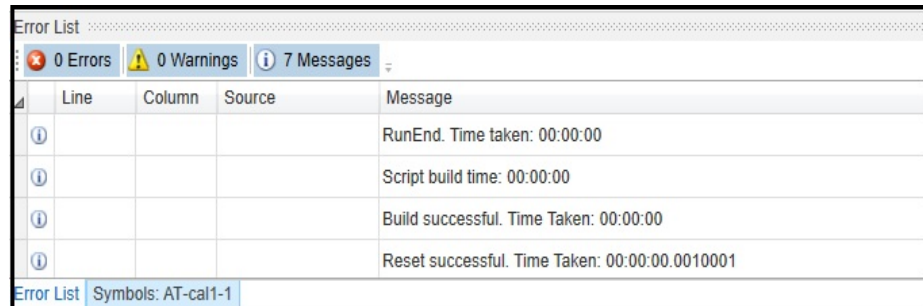 Error List
0 Errors 0 Warnings 7 Messages
Line Column Source Message
RunEnd. Time taken: 00:00:00
Script build time: 00:00:00
Build successful. Time Taken: 00:00:00
Reset successful. Time Taken: 00:00:00.0010001
Error List Symbols: AT-cal1-1